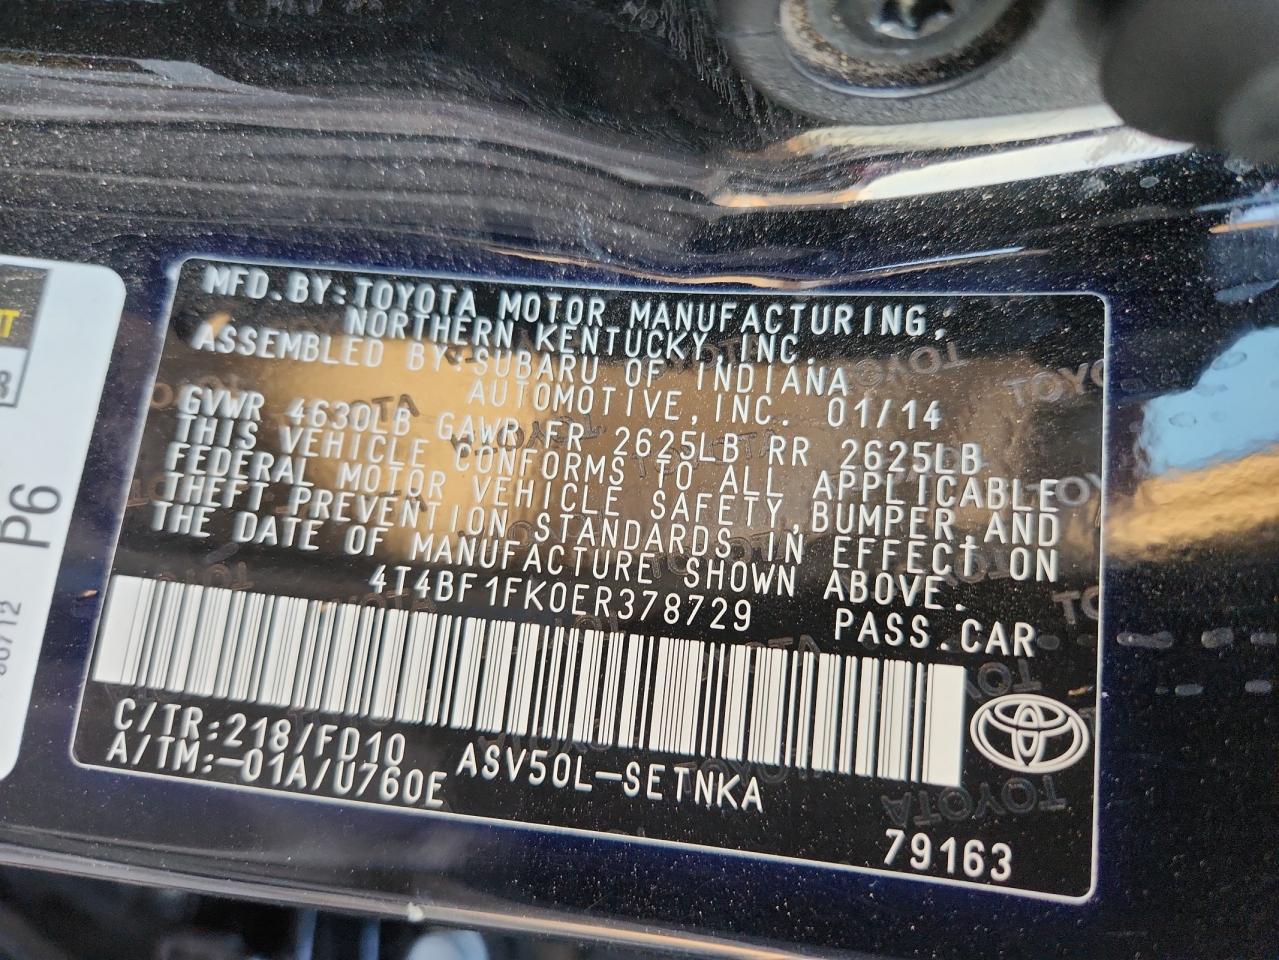 MFD.BY:TOYOTA MOTOR MANUFACTURING,
NORTHERN KENTUCKY,INC.
ASSEMBLED BY:SUBARU OF INDIANA
AUTOMOTIVE,INC. 01/14
GVWR 4630LB GAWR FR 2625LB RR 2625LB
THIS VEHICLE CONFORMS TO ALL APPLICABLE
FEDERAL MOTOR VEHICLE SAFETY,BUMPER,AND
THEFT PREVENTION STANDARDS IN EFFECT ON
THE DATE OF MANUFACTURE SHOWN ABOVE.
4T4BF1FK0ER378729 PASS.CAR
C/TR:218/FD10
A/TM:-01A/U760E ASV50L-SETNKA
79163
P6